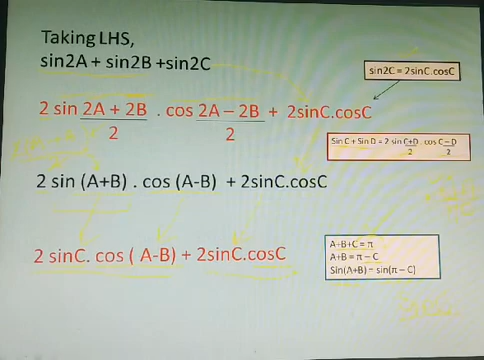 Taking LHS,
sin2A + sin2B +sin2C
sin2C = 2sinC.cosC
2 sin 2A + 2B . cos 2A – 2B + 2sinC.cosC
2 2
Sin C + Sin D = 2 sin C+D . cos C–D
2 2
2 sin (A+B) . cos (A-B) + 2sinC.cosC
2 sinC. cos ( A-B) + 2sinC.cosC
A+B+C = π
A+B = π – C
Sin(A+B) = sin(π – C)